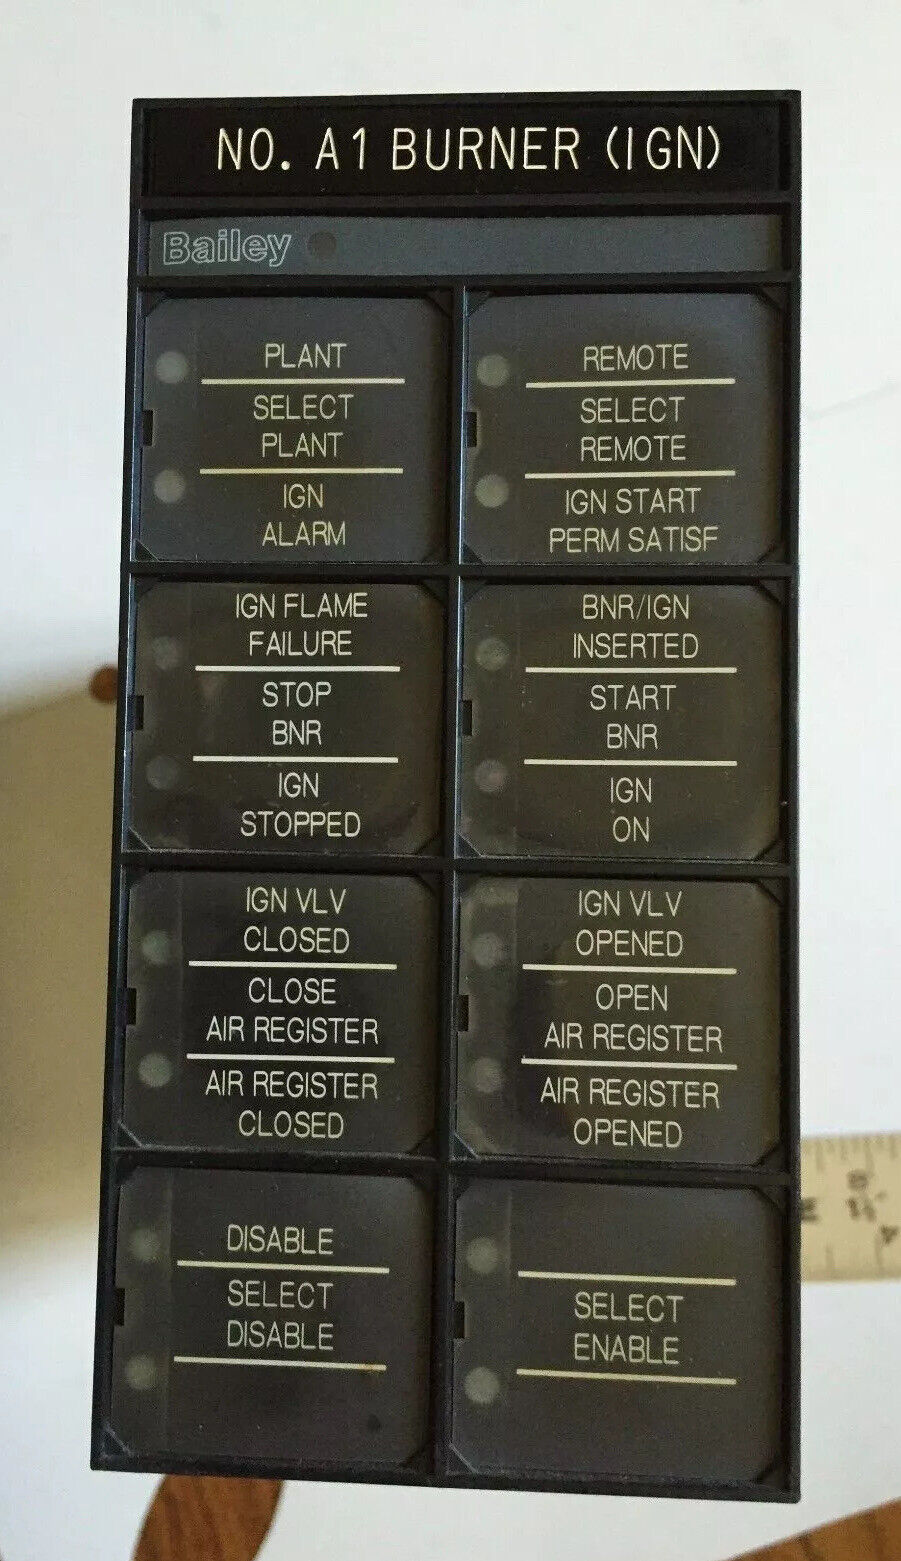 NO. A1 BURNER (IGN)
Bailey
PLANT
SELECT
PLANT
IGN
ALARM
REMOTE
SELECT
REMOTE
IGN START
PERM SATISF
IGN FLAME
FAILURE
STOP
BNR
IGN
STOPPED
BNR/IGN
INSERTED
START
BNR
IGN
ON
IGN VLV
CLOSED
CLOSE
AIR REGISTER
AIR REGISTER
CLOSED
IGN VLV
OPENED
OPEN
AIR REGISTER
AIR REGISTER
OPENED
DISABLE
SELECT
DISABLE
SELECT
ENABLE